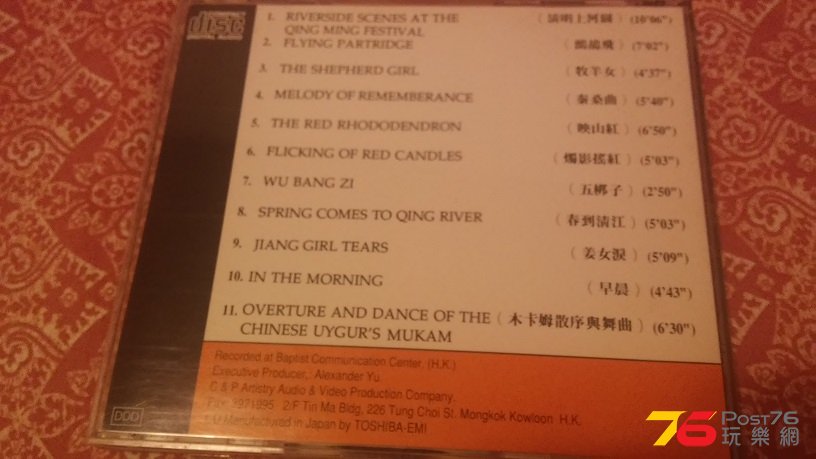 disc
1. RIVERSIDE SCENES AT THE QING MING FESTIVAL (清明上河圖) (10'06")
2. FLYING PARTRIDGE (鷓鴣飛) (7'02")
3. THE SHEPHERD GIRL (牧羊女) (4'37")
4. MELODY OF REMEMBERANCE (秦桑曲) (5'40")
5. THE RED RHODODENDRON (映山紅) (6'50")
6. FLICKING OF RED CANDLES (燭影搖紅) (5'03")
7. WU BANG ZI (五梆子) (2'50")
8. SPRING COMES TO QING RIVER (春到清江) (5'03")
9. JIANG GIRL TEARS (姜女淚) (5'09")
10. IN THE MORNING (早晨) (4'43")
11. OVERTURE AND DANCE OF THE CHINESE UYGUR'S MUKAM (木卡姆散序與舞曲) (6'30")
Recorded at Baptist Communication Center. (H.K.)
Executive Producer,: Alexander Yu
C & P Artistry Audio & Video Production Company.
Fax: 3971995 2/F Tin Ma Bldg, 226 Tung Choi St. Mongkok Kowloon H.K.
Manufactured in Japan by TOSHIBA-EMI
DDD
76 POST76
玩樂網